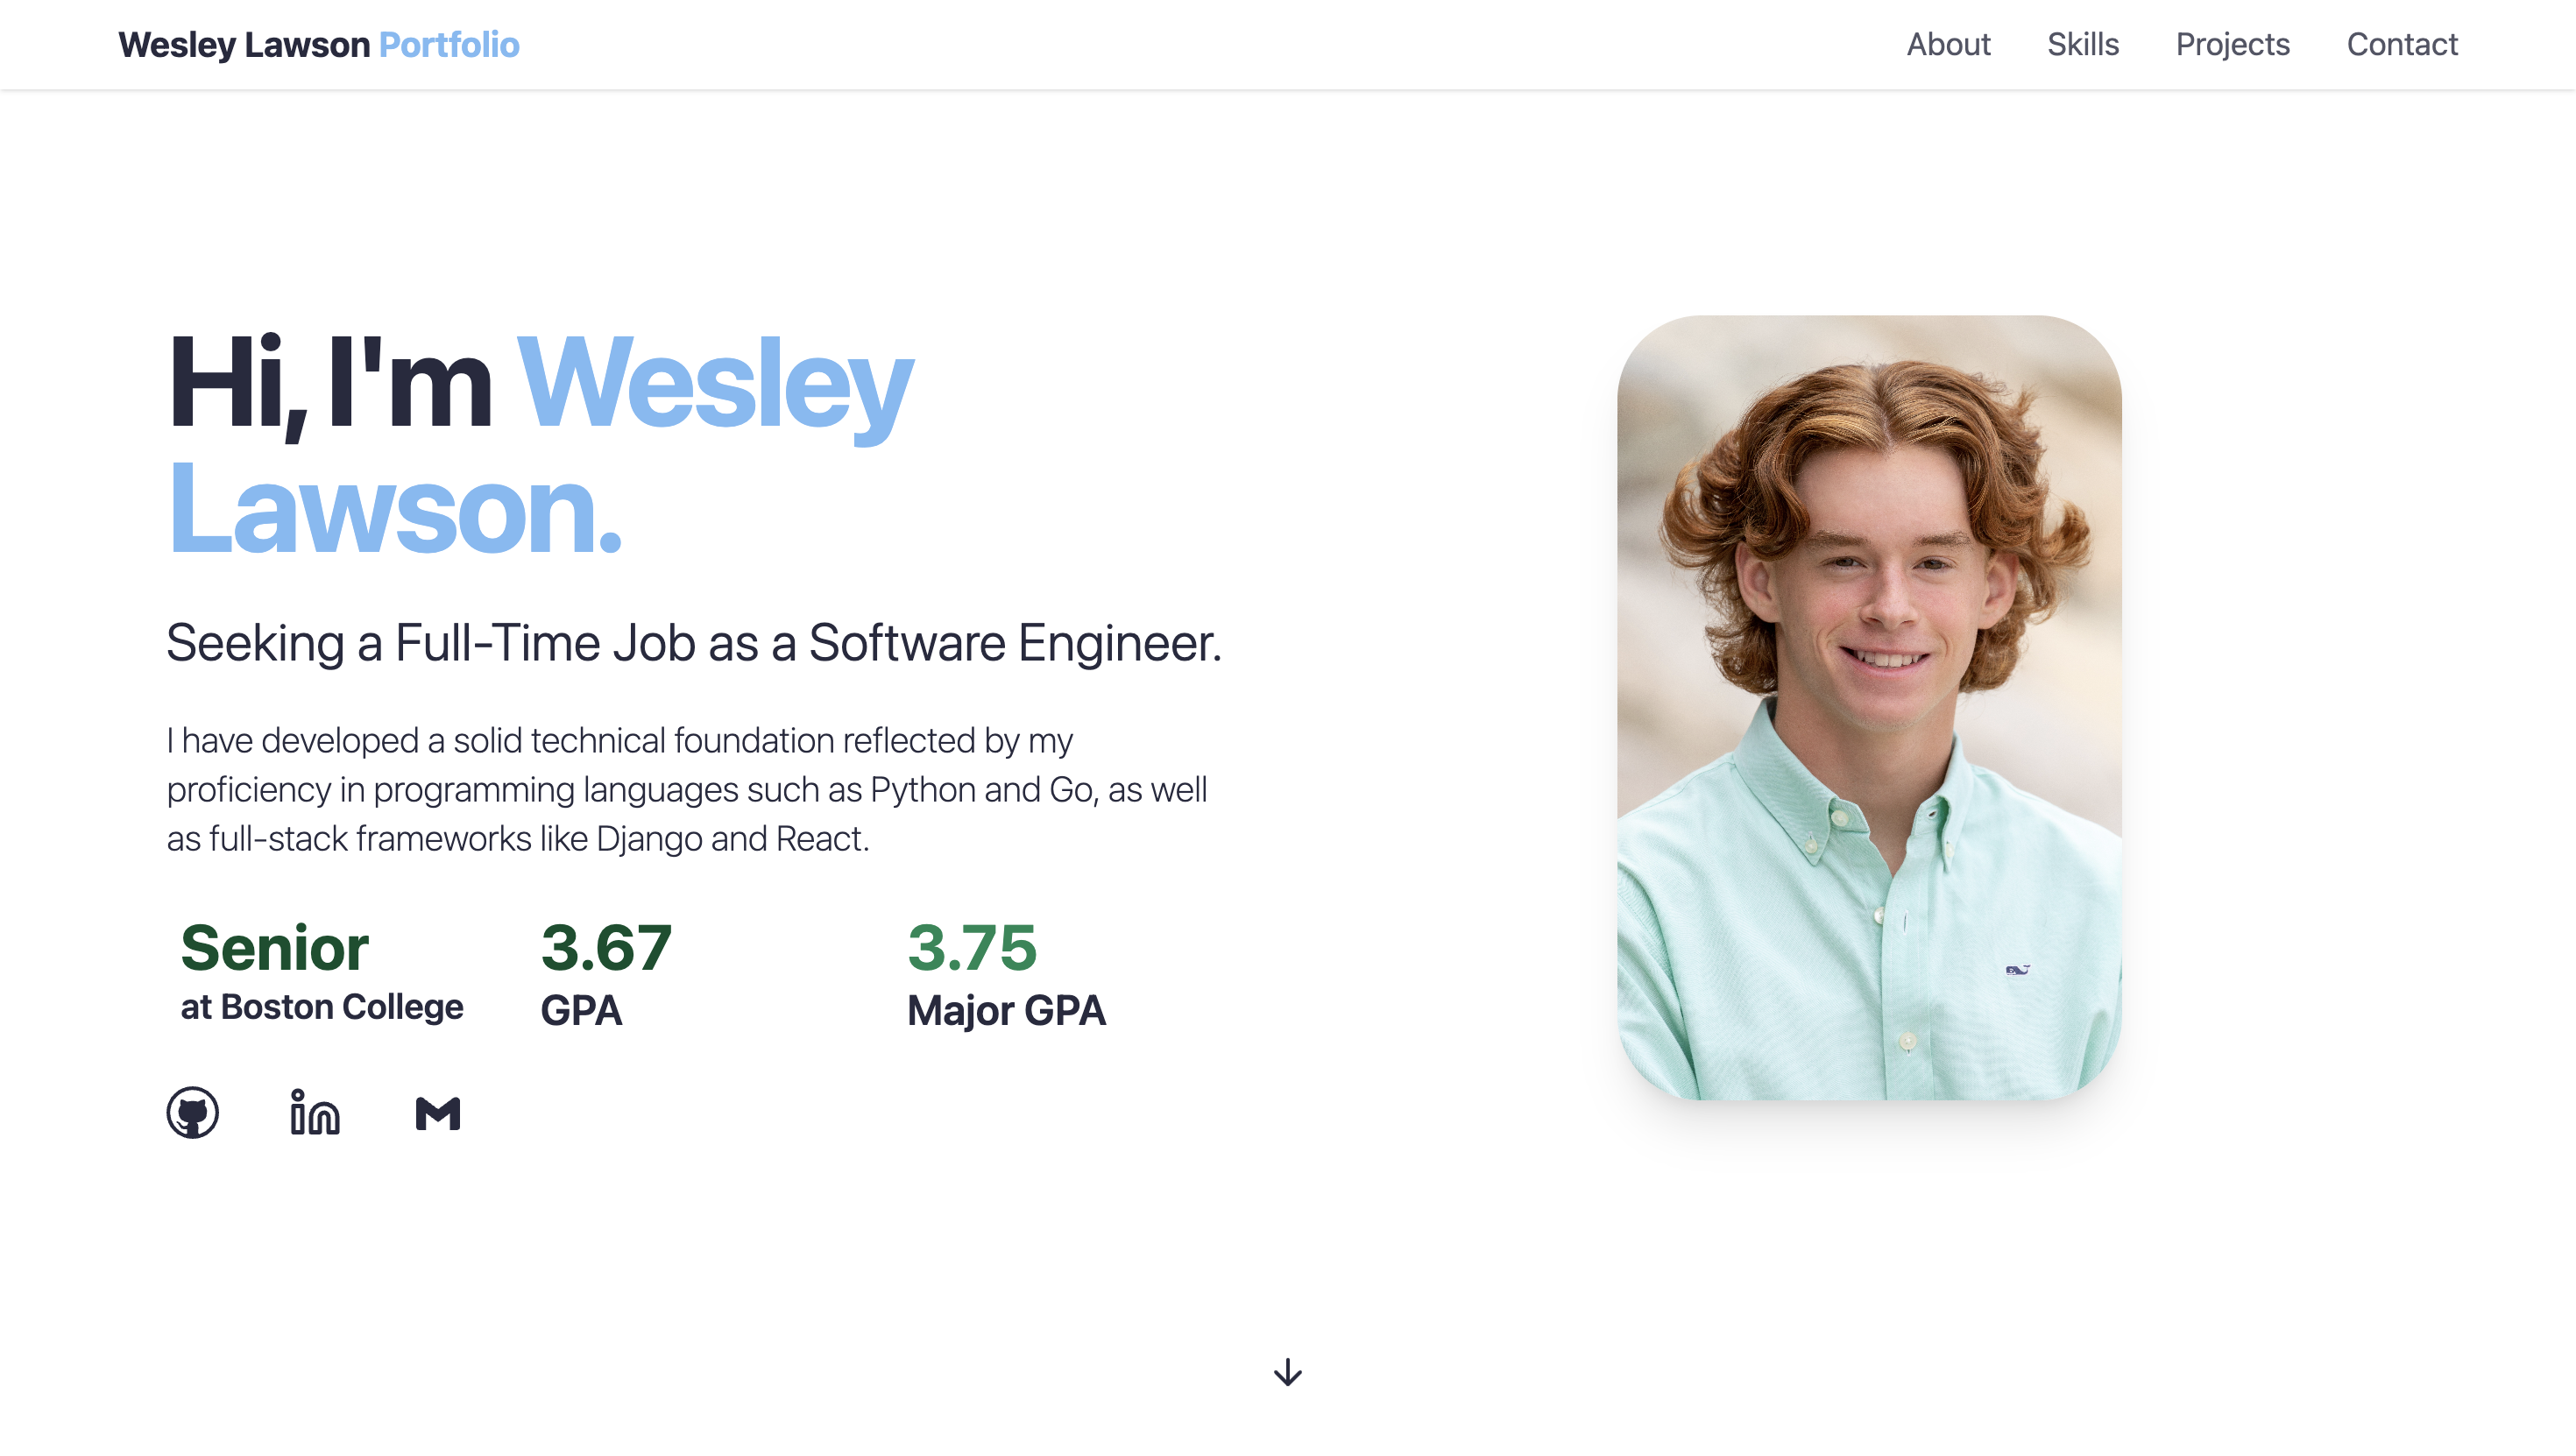 Wesley Lawson Portfolio
About Skills Projects Contact
Hi, I'm Wesley
Lawson.
Seeking a Full-Time Job as a Software Engineer.
I have developed a solid technical foundation reflected by my
proficiency in programming languages such as Python and Go, as well
as full-stack frameworks like Django and React.
Senior
at Boston College
3.67
GPA
3.75
Major GPA
in